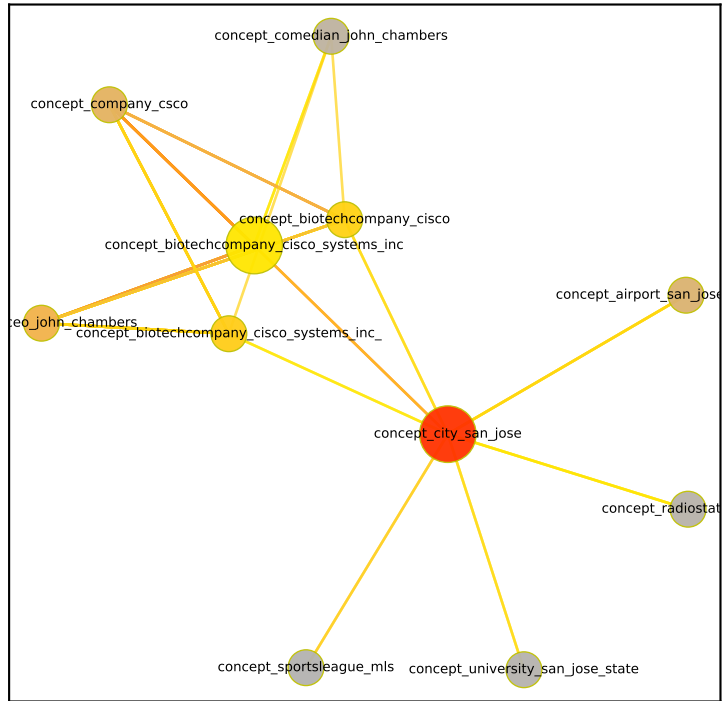 concept_comedian_john_chambers
concept_company_csco
concept_biotechcompany_cisco
concept_biotechcompany_cisco_systems_inc
concept_airport_san_jose
ceo_john_chambers
concept_biotechcompany_cisco_systems_inc_
concept_city_san_jose
concept_radiostat
concept_sportsleague_mls
concept_university_san_jose_state